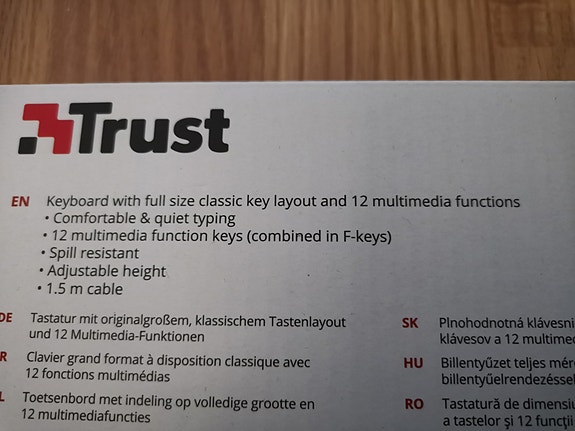 Trust
EN Keyboard with full size classic key layout and 12 multimedia functions
• Comfortable & quiet typing
• 12 multimedia function keys (combined in F-keys)
• Spill resistant
• Adjustable height
• 1.5 m cable
DE Tastatur mit originalgroßem, klassischem Tastenlayout
und 12 Multimedia-Funktionen
R Clavier grand format à disposition classique avec
12 fonctions multimédias
L Toetsenbord met indeling op volledige grootte en
12 multimediafuncties
SK Plnohodnotná klávesni
klávesov a 12 multimed
HU Billentyűzet teljes mére
billentyűelrendezéssel
RO Tastatură de dimensiu
a tastelor şi 12 funcţii